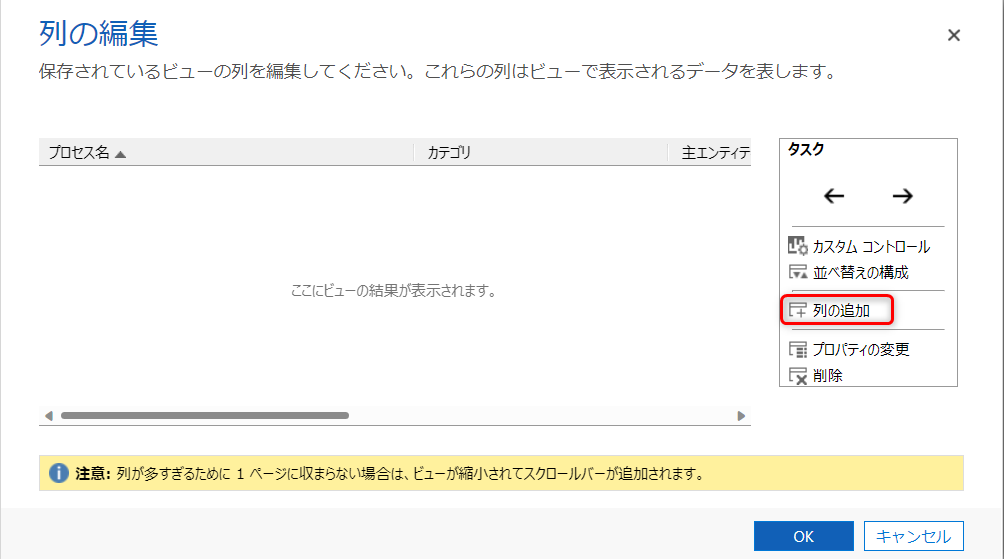 列の編集
保存されているビューの列を編集してください。これらの列はビューで表示されるデータを表します。
プロセス名 カテゴリ 主エンティテ
ここにビューの結果が表示されます。
タスク
カスタム コントロール
並べ替えの構成
列の追加
プロパティの変更
削除
注意: 列が多すぎるために 1 ページに収まらない場合は、ビューが縮小されてスクロールバーが追加されます。
OK キャンセル